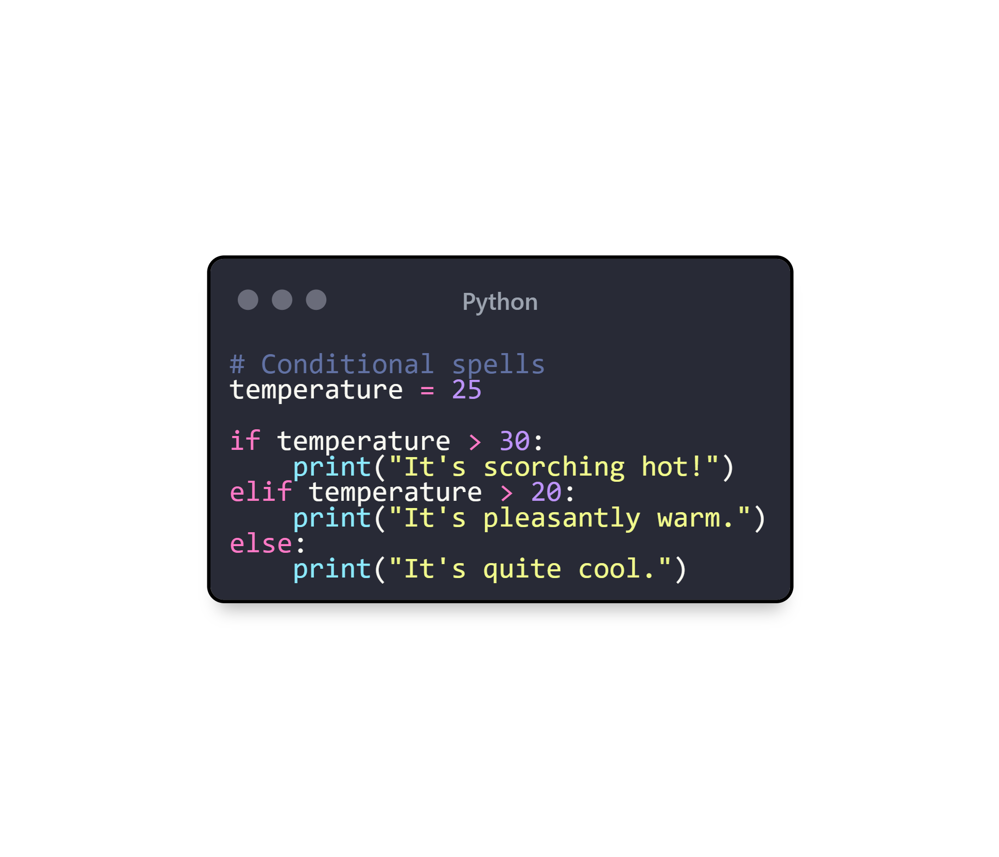 Python
# Conditional spells
temperature = 25
if temperature > 30:
    print("It's scorching hot!")
elif temperature > 20:
    print("It's pleasantly warm.")
else:
    print("It's quite cool.")